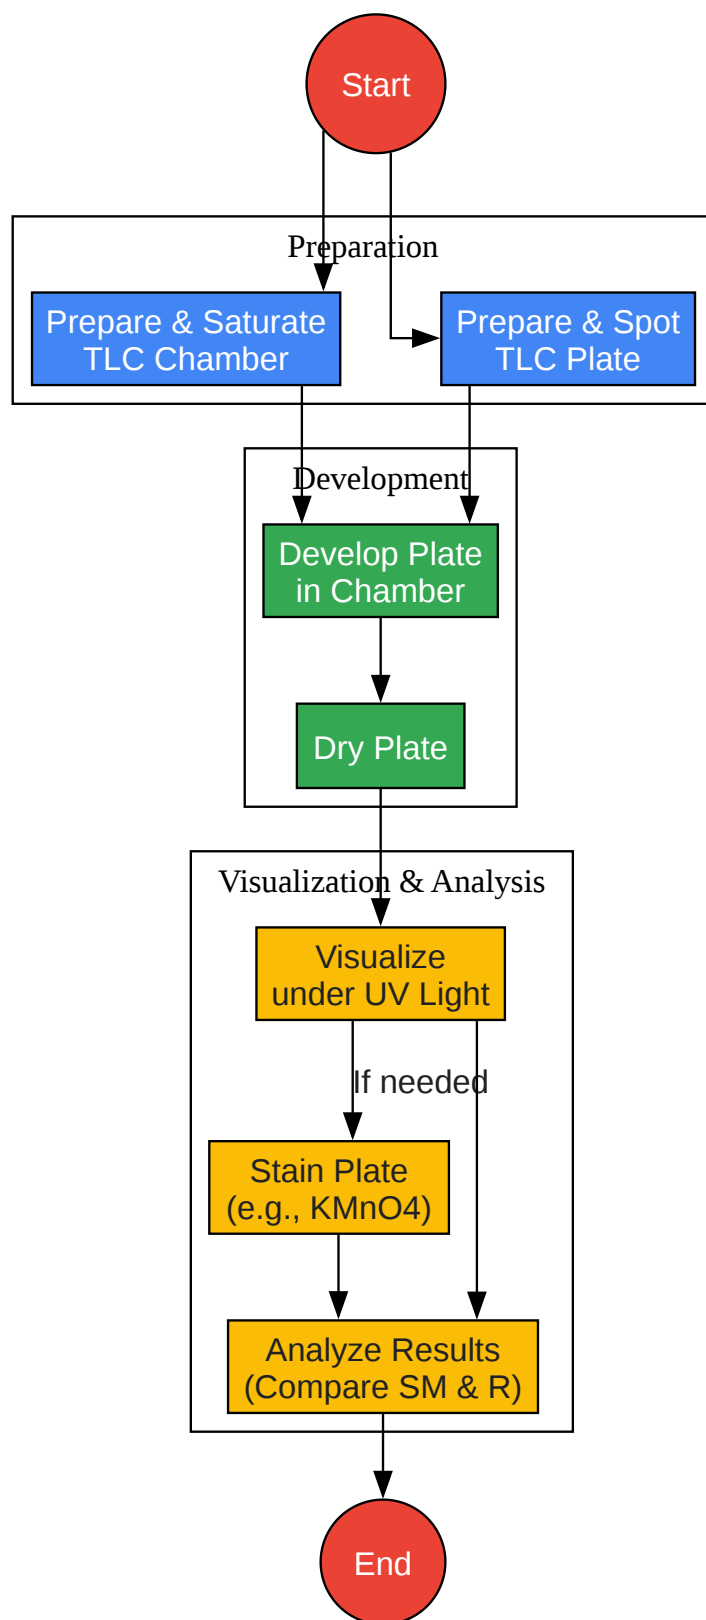 Start
Preparation
Prepare & Saturate
TLC Chamber
Prepare & Spot
TLC Plate
Development
Develop Plate
in Chamber
Dry Plate
Visualization & Analysis
Visualize
under UV Light
If needed
Stain Plate
(e.g., KMnO4)
Analyze Results
(Compare SM & R)
End